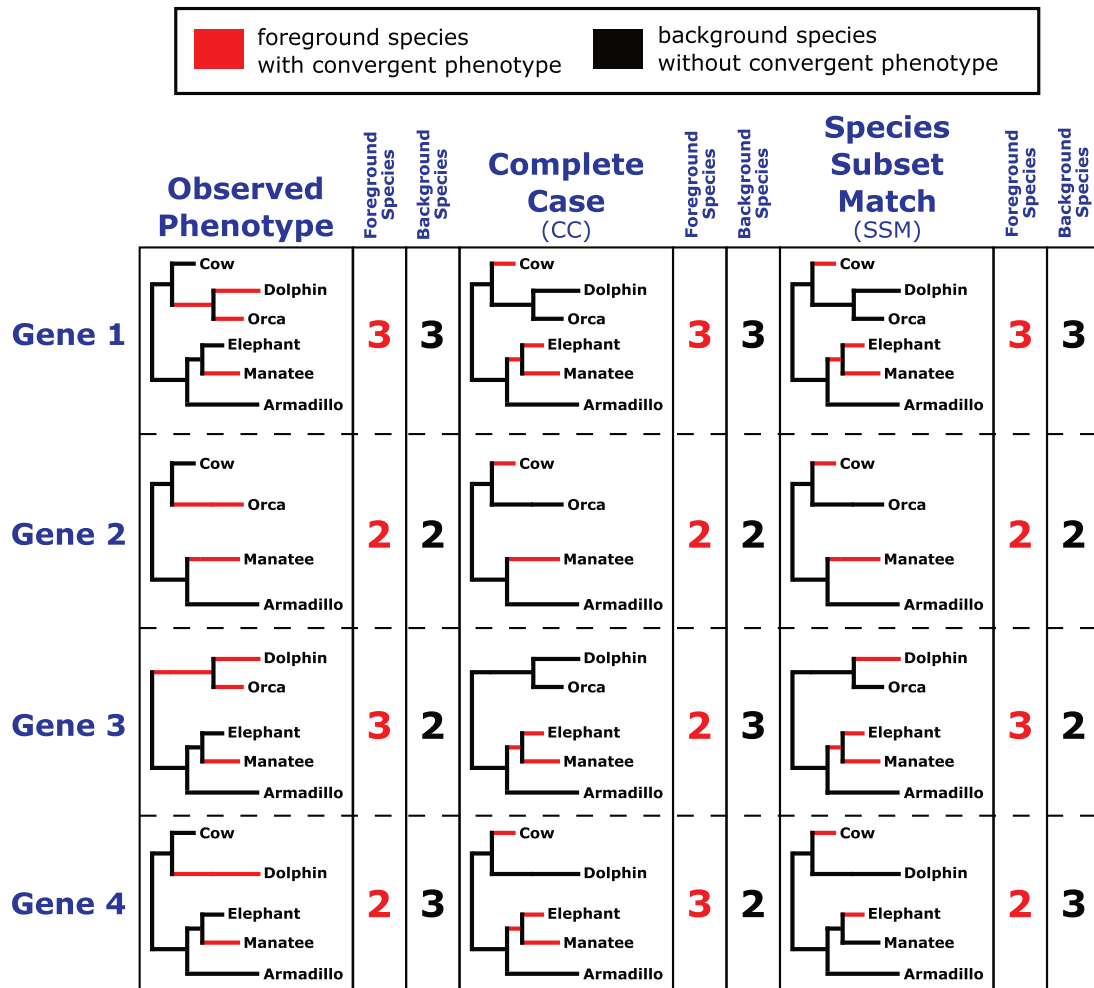 foreground species
with convergent phenotype
background species
without convergent phenotype
Observed
Phenotype
Foreground
Species
Background
Species
Complete
Case
(CC)
Foreground
Species
Background
Species
Species
Subset
Match
(SSM)
Foreground
Species
Background
Species
Gene 1
Cow
Dolphin
Orca
Elephant
Manatee
Armadillo
3
3
Cow
Dolphin
Orca
Elephant
Manatee
Armadillo
3
3
Cow
Dolphin
Orca
Elephant
Manatee
Armadillo
3
3
Gene 2
Cow
Orca
Manatee
Armadillo
2
2
Cow
Orca
Manatee
Armadillo
2
2
Cow
Orca
Manatee
Armadillo
2
2
Gene 3
Dolphin
Orca
Elephant
Manatee
Armadillo
3
2
Dolphin
Orca
Elephant
Manatee
Armadillo
2
3
Dolphin
Orca
Elephant
Manatee
Armadillo
3
2
Gene 4
Cow
Dolphin
Elephant
Manatee
Armadillo
2
3
Cow
Dolphin
Elephant
Manatee
Armadillo
3
2
Cow
Dolphin
Elephant
Manatee
Armadillo
2
3